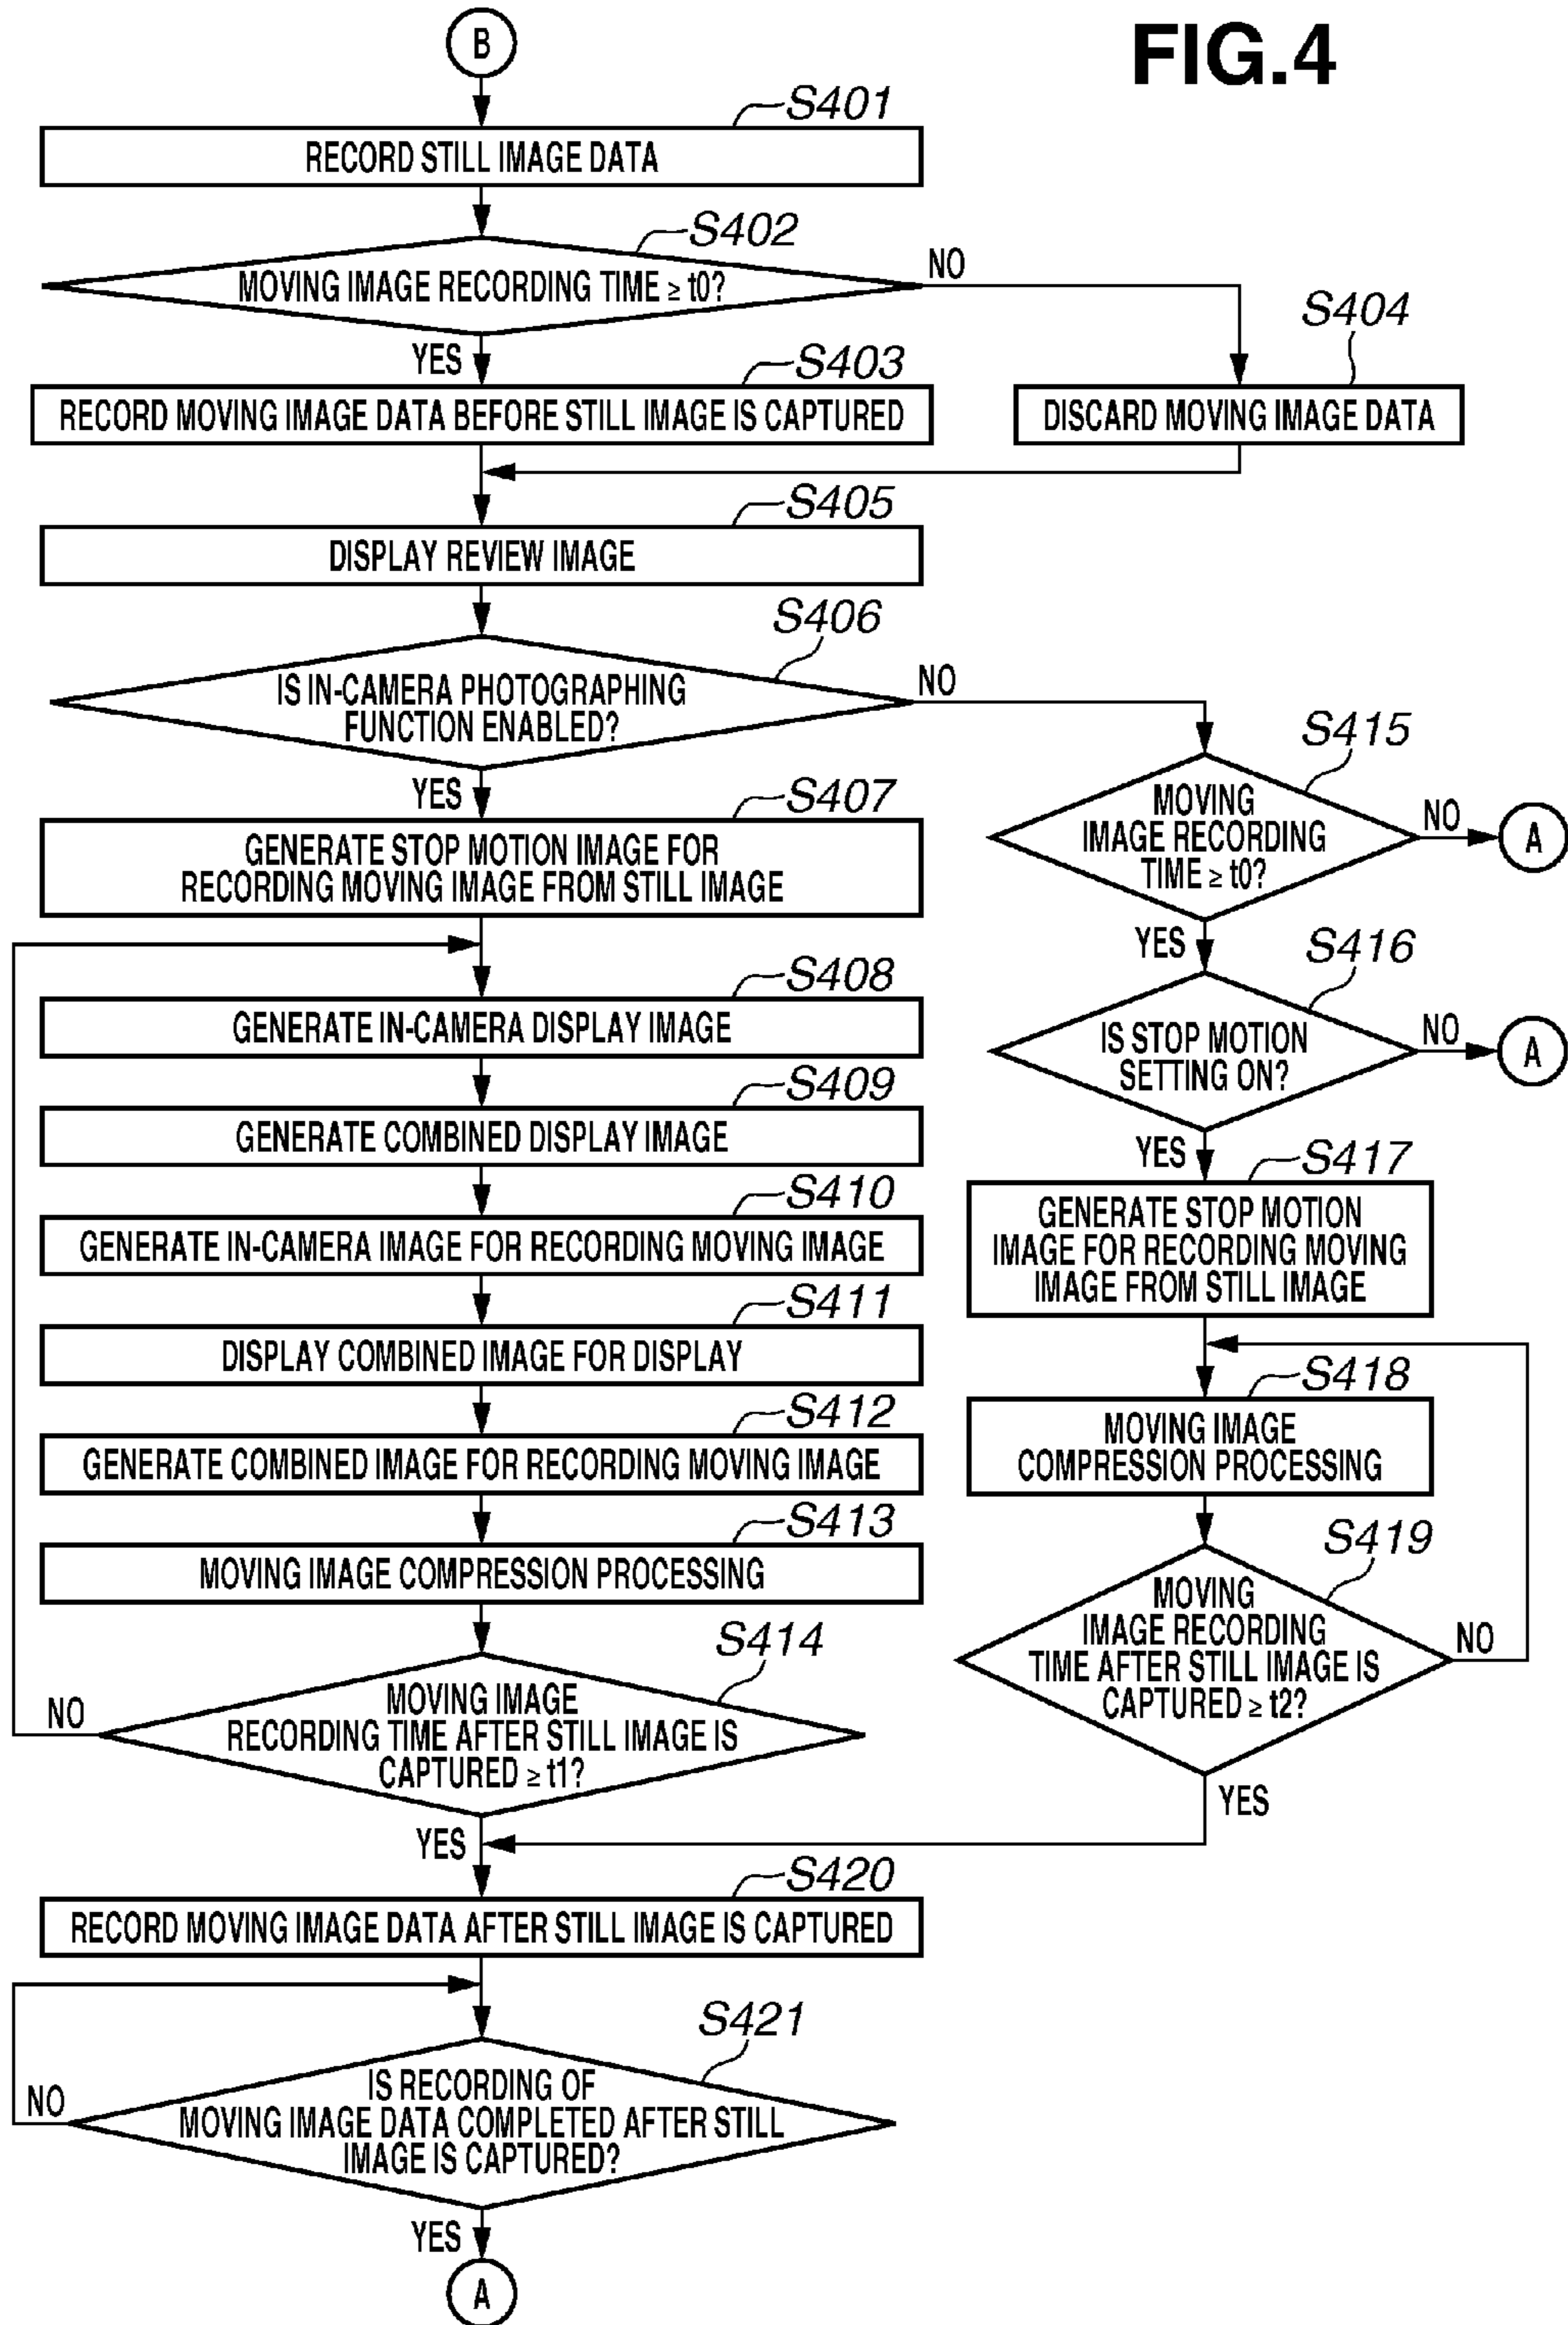 FIG.4
B
S401
RECORD STILL IMAGE DATA
S402
MOVING IMAGE RECORDING TIME ≥ t0?
NO
YES
S403
RECORD MOVING IMAGE DATA BEFORE STILL IMAGE IS CAPTURED
S404
DISCARD MOVING IMAGE DATA
S405
DISPLAY REVIEW IMAGE
S406
IS IN-CAMERA PHOTOGRAPHING
FUNCTION ENABLED?
NO
YES
S407
GENERATE STOP MOTION IMAGE FOR
RECORDING MOVING IMAGE FROM STILL IMAGE
S408
GENERATE IN-CAMERA DISPLAY IMAGE
S409
GENERATE COMBINED DISPLAY IMAGE
S410
GENERATE IN-CAMERA IMAGE FOR RECORDING MOVING IMAGE
S411
DISPLAY COMBINED IMAGE FOR DISPLAY
S412
GENERATE COMBINED IMAGE FOR RECORDING MOVING IMAGE
S413
MOVING IMAGE COMPRESSION PROCESSING
S414
MOVING IMAGE
RECORDING TIME AFTER STILL IMAGE IS
CAPTURED ≥ t1?
NO
YES
S415
MOVING
IMAGE RECORDING
TIME ≥ t0?
NO
A
YES
S416
IS STOP MOTION
SETTING ON?
NO
A
YES
S417
GENERATE STOP MOTION
IMAGE FOR RECORDING MOVING
IMAGE FROM STILL IMAGE
S418
MOVING IMAGE
COMPRESSION PROCESSING
S419
MOVING
IMAGE RECORDING
TIME AFTER STILL IMAGE IS
CAPTURED ≥ t2?
NO
YES
S420
RECORD MOVING IMAGE DATA AFTER STILL IMAGE IS CAPTURED
S421
IS RECORDING OF
MOVING IMAGE DATA COMPLETED AFTER STILL
IMAGE IS CAPTURED?
NO
YES
A